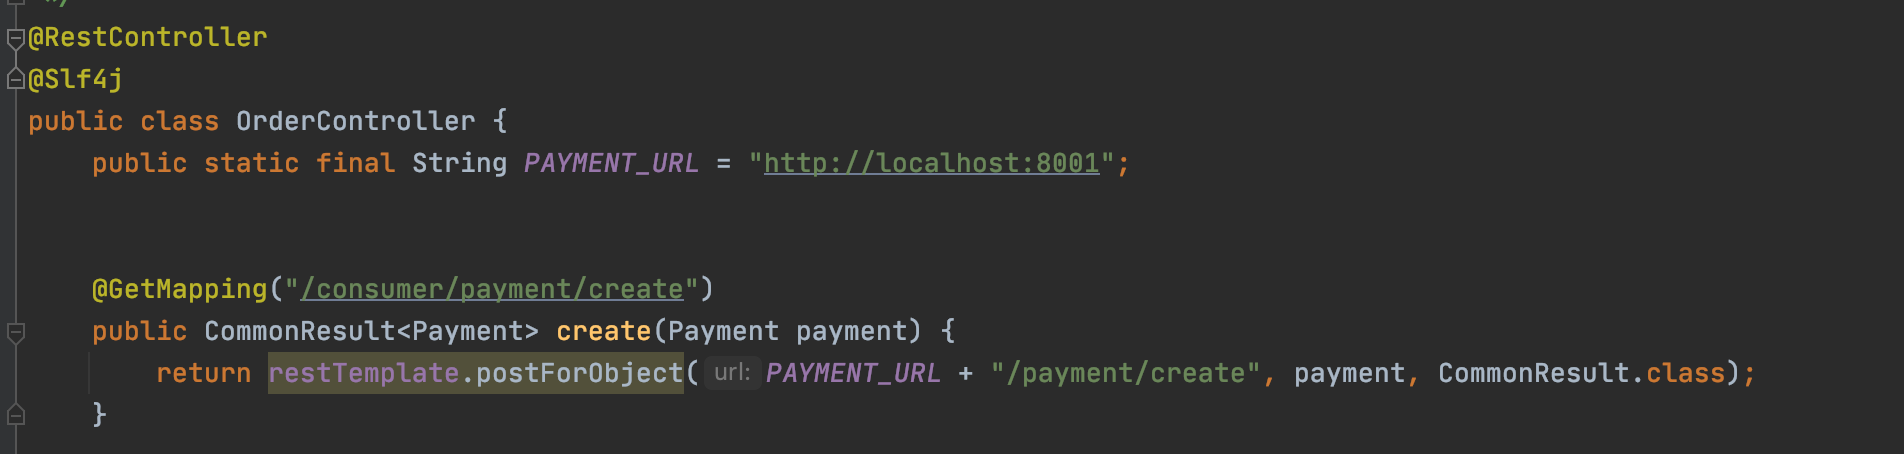 */
@RestController
@Slf4j
public class OrderController {
public static final String PAYMENT_URL = "http://localhost:8001";
@GetMapping("/consumer/payment/create")
public CommonResult<Payment> create(Payment payment) {
return restTemplate.postForObject( url: PAYMENT_URL + "/payment/create", payment, CommonResult.class);
}